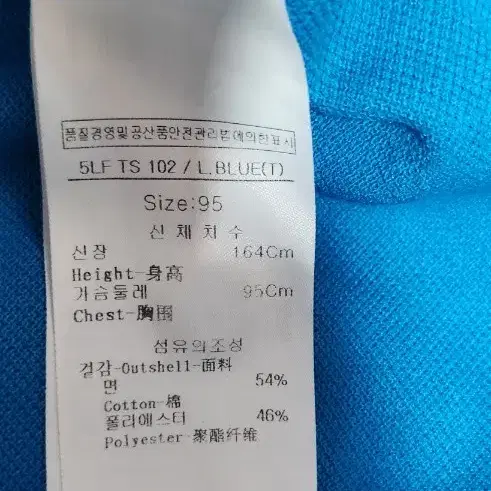 품질경영및공산품안전관리법에의한표시
5LF TS 102 / L.BLUE(T)
Size:95
신 체 치 수
신장 164Cm
Height-身高
가슴둘레 95Cm
Chest-胸围
섬유의조성
겉감-Outshell-面料
면 54%
Cotton-棉
폴리에스터 46%
Polyester-聚酯纤维